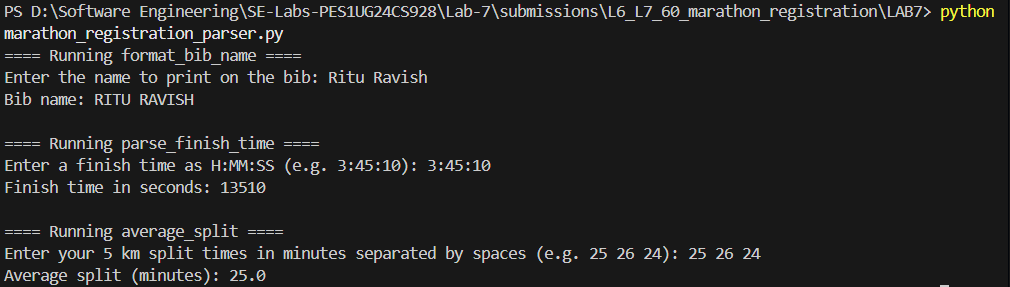 PS D:\Software Engineering\SE-Labs-PES1UG24CS928\Lab-7\submissions\L6_L7_60_marathon_registration\LAB7> python
marathon_registration_parser.py
==== Running format_bib_name ====
Enter the name to print on the bib: Ritu Ravish
Bib name: RITU RAVISH

==== Running parse_finish_time ====
Enter a finish time as H:MM:SS (e.g. 3:45:10): 3:45:10
Finish time in seconds: 13510

==== Running average_split ====
Enter your 5 km split times in minutes separated by spaces (e.g. 25 26 24): 25 26 24
Average split (minutes): 25.0